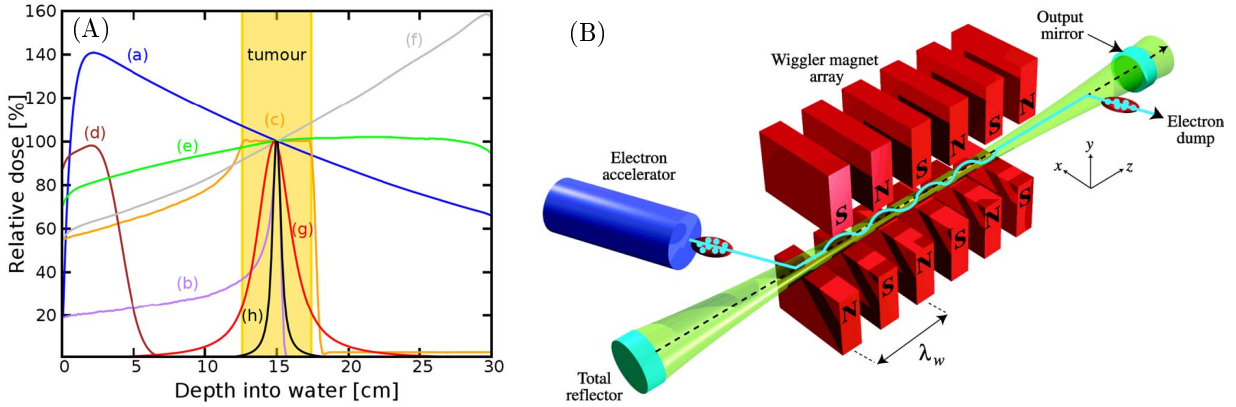 (A)
160
140
120
100
80
60
40
20
Relative dose [%]
(a)
tumour
(f)
(c)
(d)
(e)
(g)
(b)
(h)
0
5
10
15
20
25
30
Depth into water [cm]
(B)
Output
mirror
Wiggler magnet
array
N
S
N
S
N
S
Electron
dump
y
x
z
Electron
accelerator
S
N
S
N
S
N
λw
Total
reflector